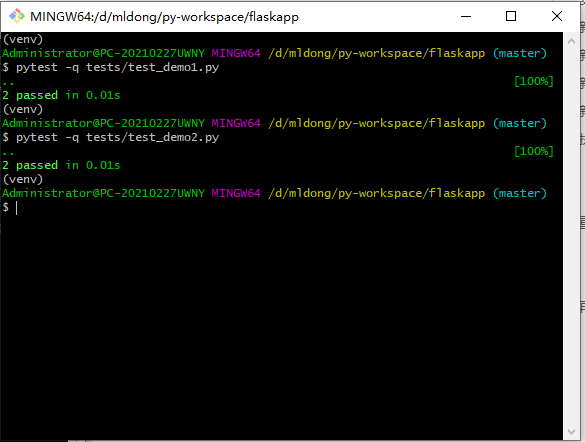 MINGW64:/d/mldong/py-workspace/flaskapp
(venv)
Administrator@PC-20210227UWNY MINGW64 /d/mldong/py-workspace/flaskapp (master)
$ pytest -q tests/test_demo1.py
.. [100%]
2 passed in 0.01s
(venv)
Administrator@PC-20210227UWNY MINGW64 /d/mldong/py-workspace/flaskapp (master)
$ pytest -q tests/test_demo2.py
.. [100%]
2 passed in 0.01s
(venv)
Administrator@PC-20210227UWNY MINGW64 /d/mldong/py-workspace/flaskapp (master)
$